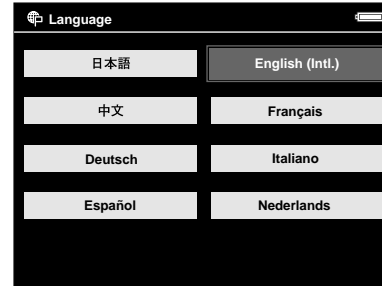 Language
日本語
English (Intl.)
中文
Français
Deutsch
Italiano
Español
Nederlands